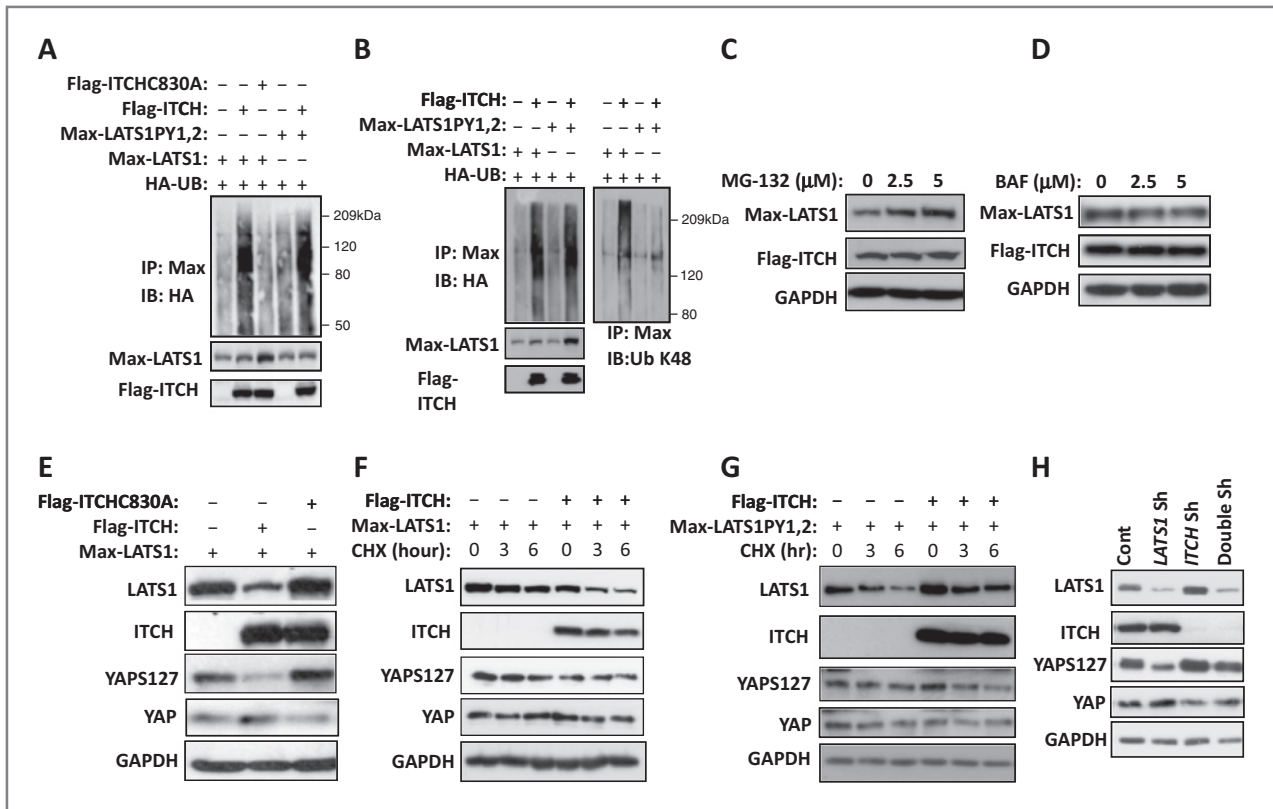 A
Flag-ITCHC830A: – – + – –
Flag-ITCH: – + – – +
Max-LATS1PY1,2: – – – + +
Max-LATS1: + + + – –
HA-UB: + + + + +
209kDa
120
80
50
IP: Max
IB: HA
Max-LATS1
Flag-ITCH
B
Flag-ITCH: – + – + – + – +
Max-LATS1PY1,2: – – + + – – + +
Max-LATS1: + + – – + + – –
HA-UB: + + + + + + + +
209kDa
120
80
IP: Max
IB: HA
Max-LATS1
Flag-
ITCH
IP: Max
IB:Ub K48
C
MG-132 (μM): 0 2.5 5
Max-LATS1
Flag-ITCH
GAPDH
D
BAF (μM): 0 2.5 5
Max-LATS1
Flag-ITCH
GAPDH
E
Flag-ITCHC830A: – – +
Flag-ITCH: – + –
Max-LATS1: + + +
LATS1
ITCH
YAPS127
YAP
GAPDH
F
Flag-ITCH: – – – + + +
Max-LATS1: + + + + + +
CHX (hour) 0 3 6 0 3 6
LATS1
ITCH
YAPS127
YAP
GAPDH
G
Flag-ITCH: – – – + + +
Max-LATS1PY1,2: + + + + + +
CHX (hr) 0 3 6 0 3 6
LATS1
ITCH
YAPS127
YAP
GAPDH
H
Cont
LATS1 Sh
ITCH Sh
Double Sh
LATS1
ITCH
YAPS127
YAP
GAPDH